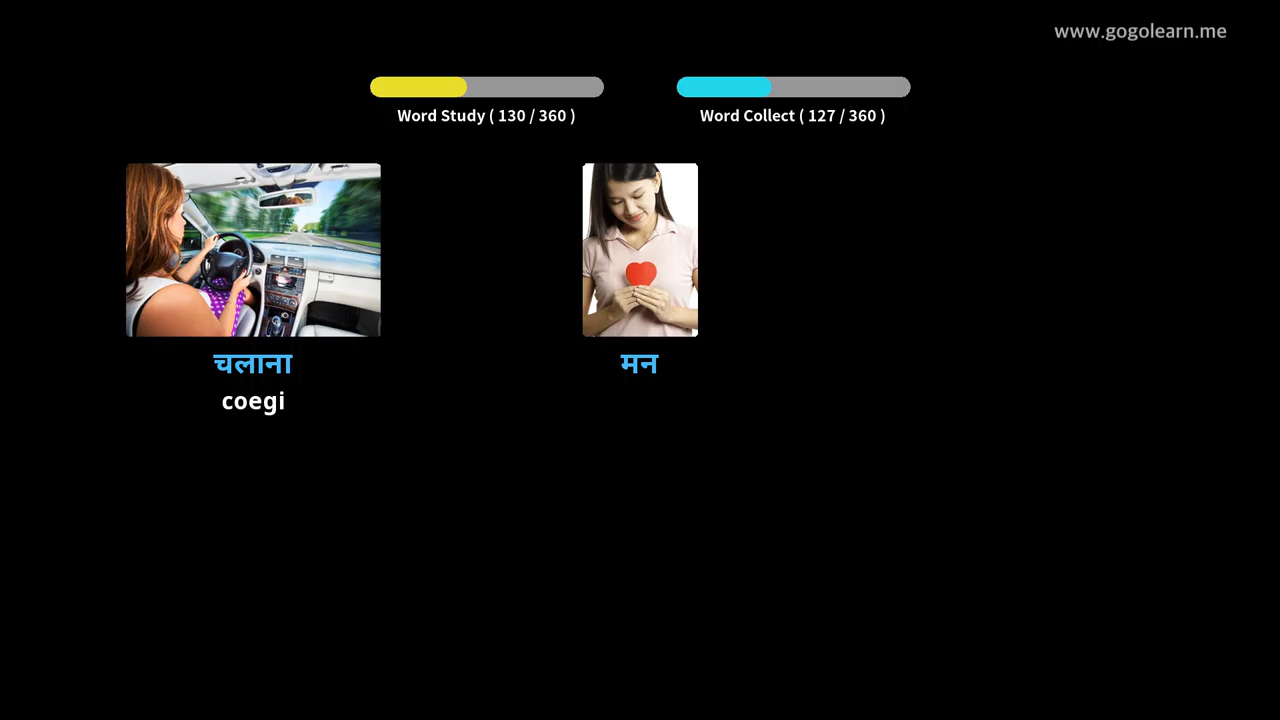 www.gogolearn.me
Word Study ( 130 / 360 )
Word Collect ( 127 / 360 )
चलाना
coegi
मन